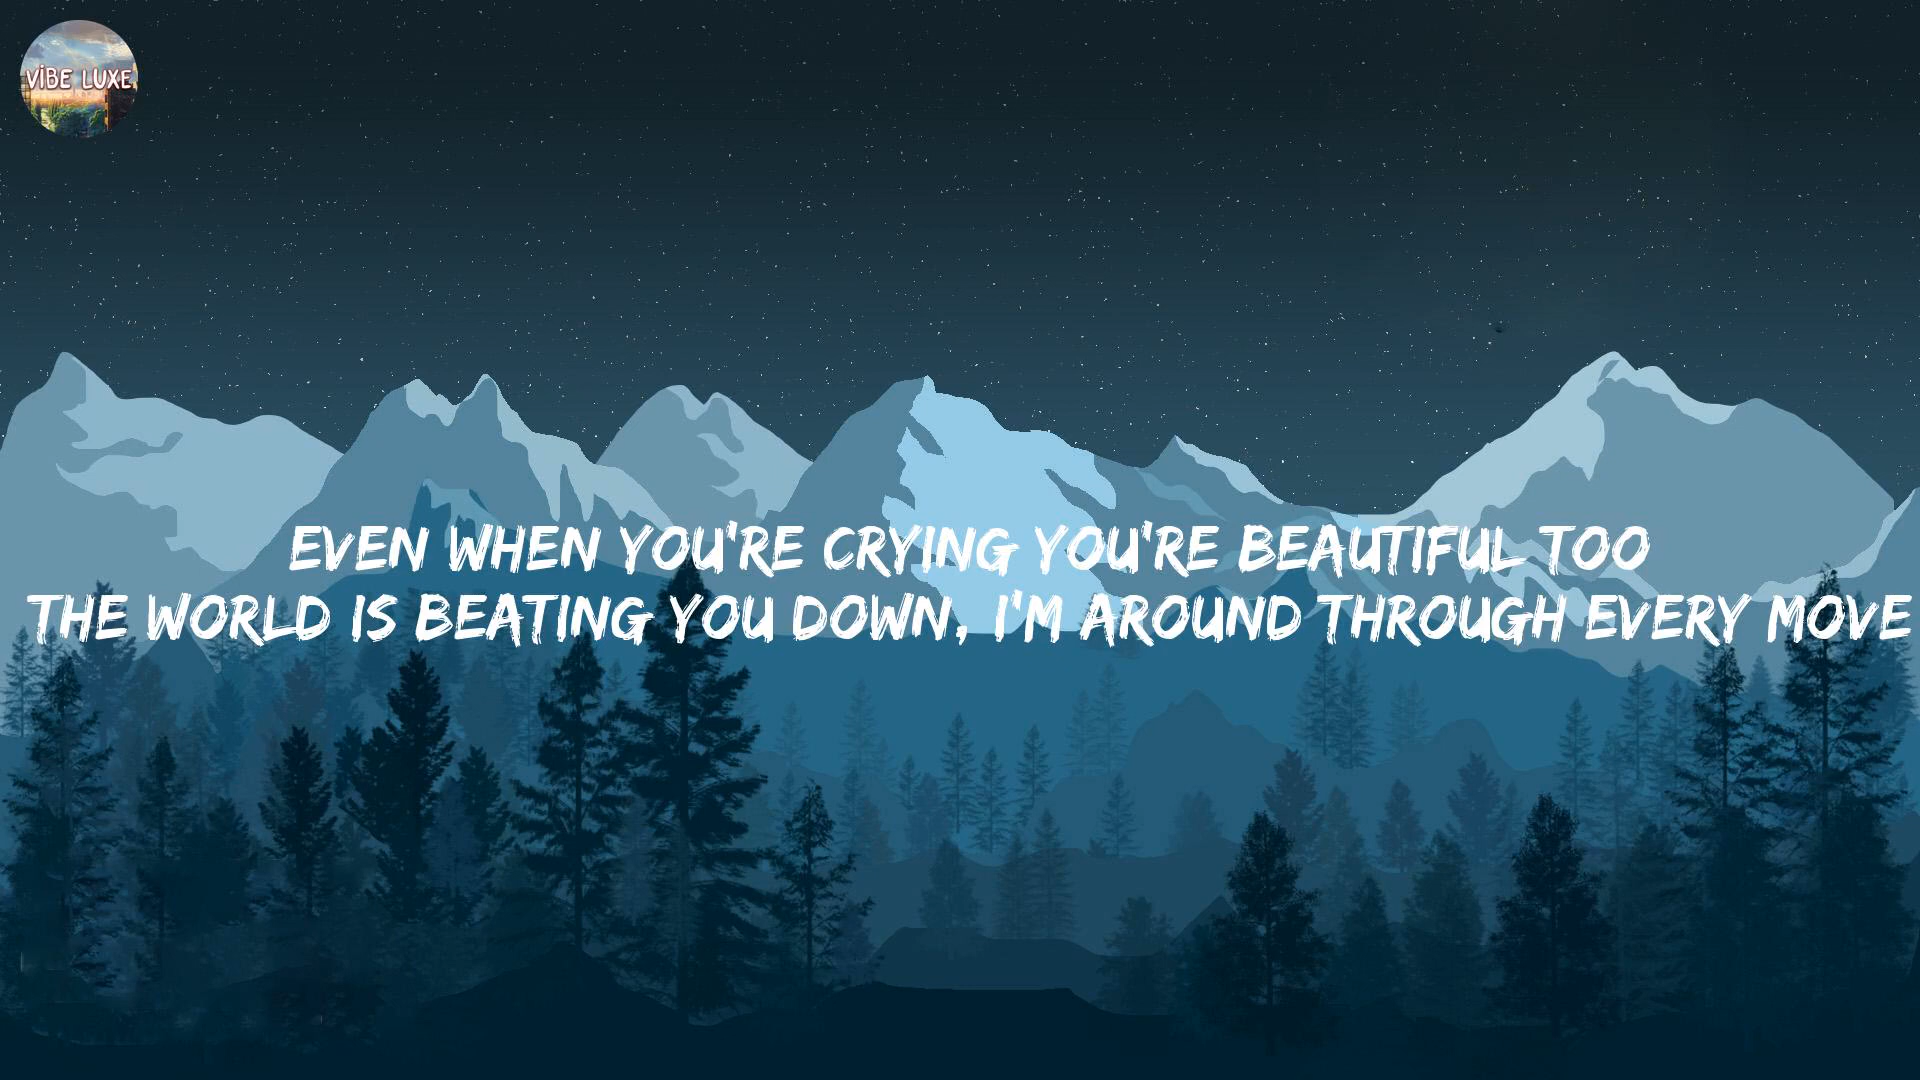 VIBE LUXE
EVEN WHEN YOU'RE CRYING YOU'RE BEAUTIFUL TOO
THE WORLD IS BEATING YOU DOWN, I'M AROUND THROUGH EVERY MOVE